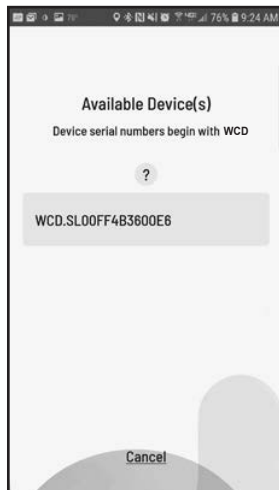 76% 9:24 AM
Available Device(s)
Device serial numbers begin with WCD
?
WCD.SL00FF4B3600E6
Cancel